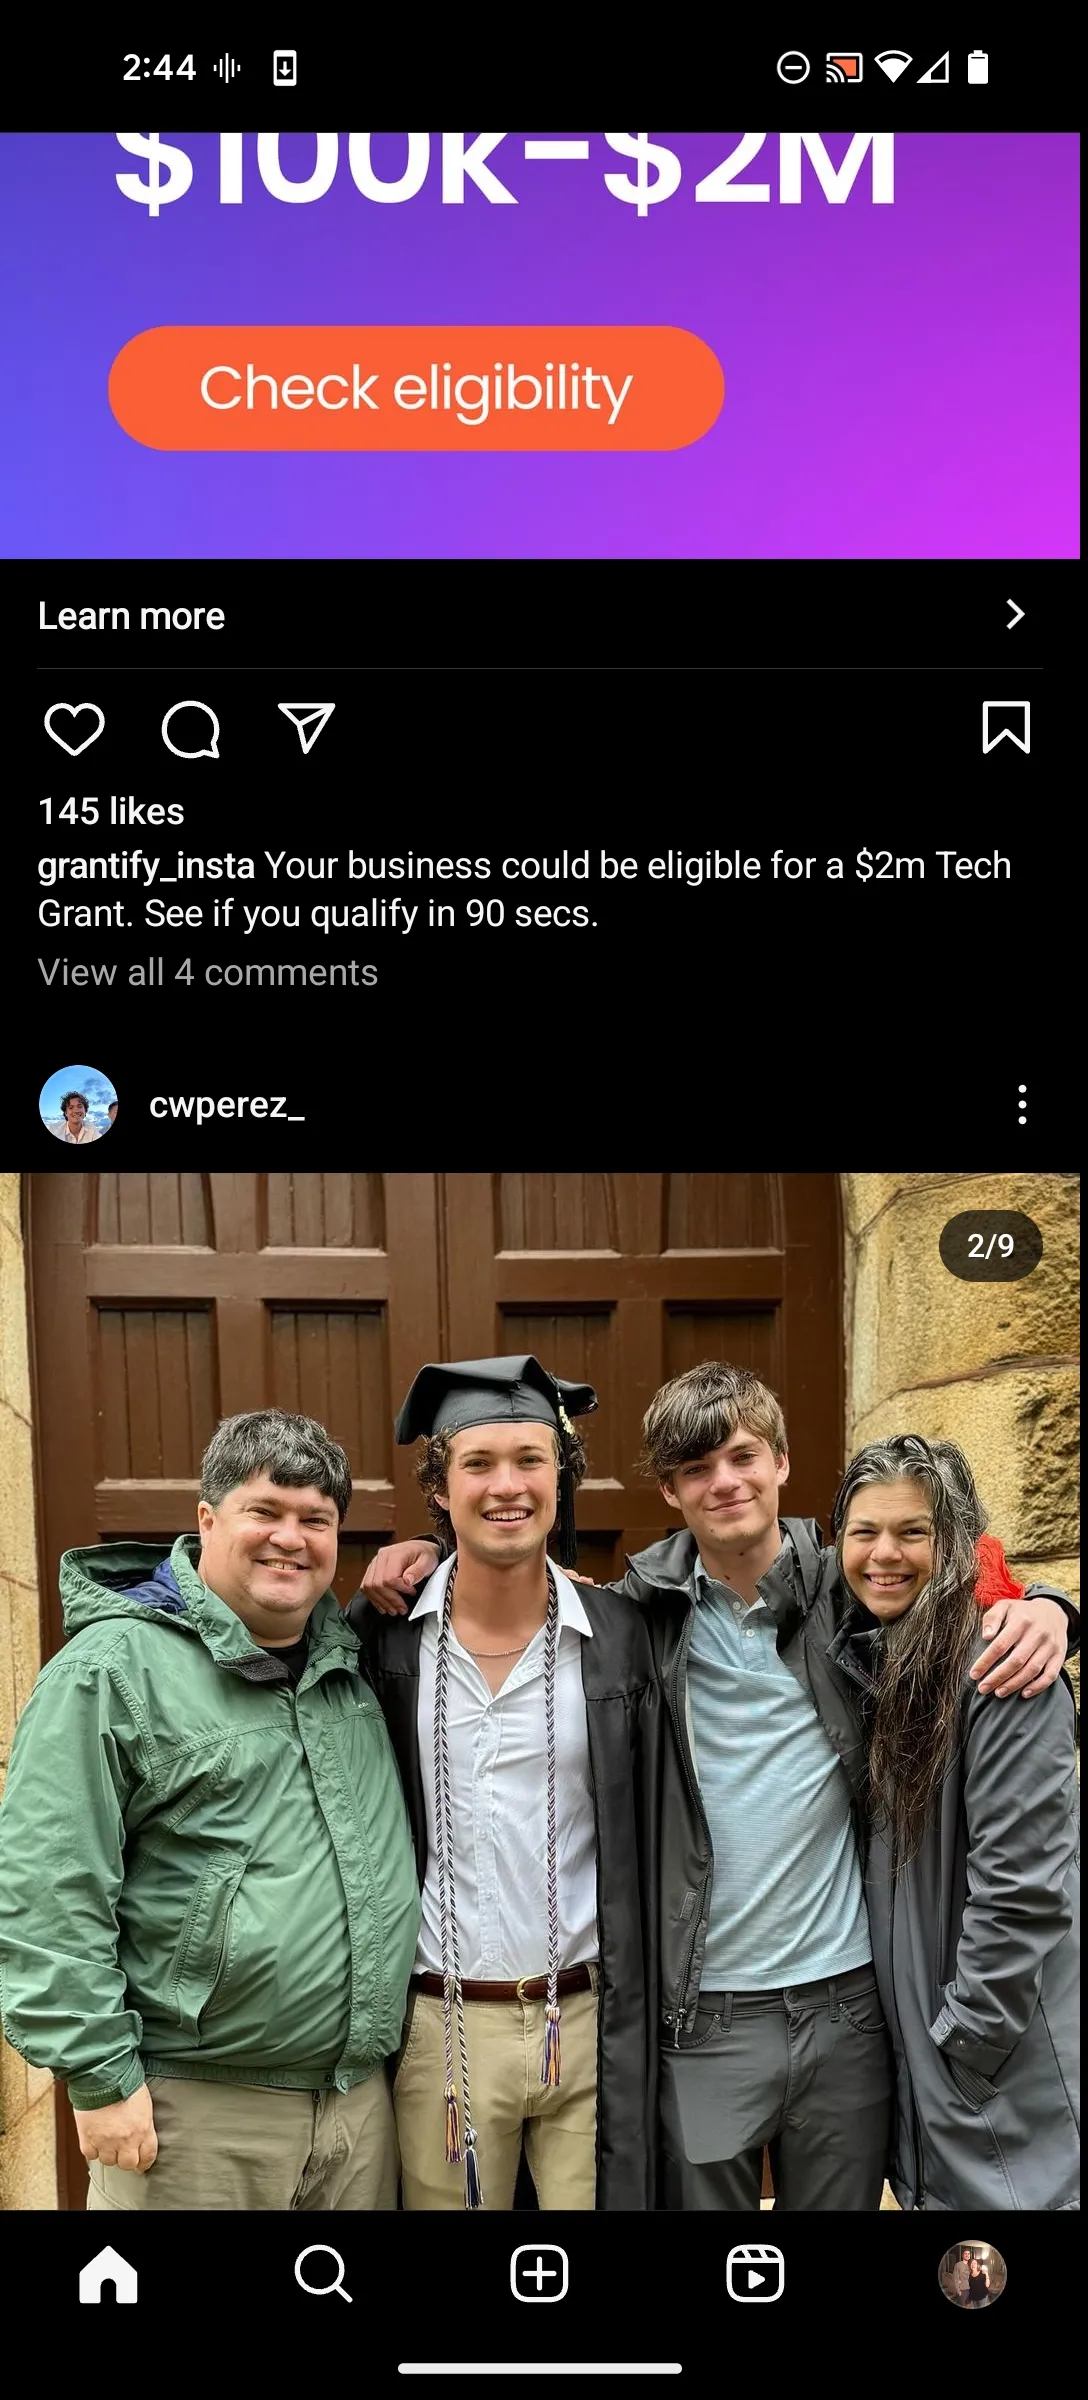 2:44
$100k-$2M
Check eligibility
Learn more
145 likes
grantify_insta Your business could be eligible for a $2m Tech
Grant. See if you qualify in 90 secs.
View all 4 comments
cwperez_
2/9